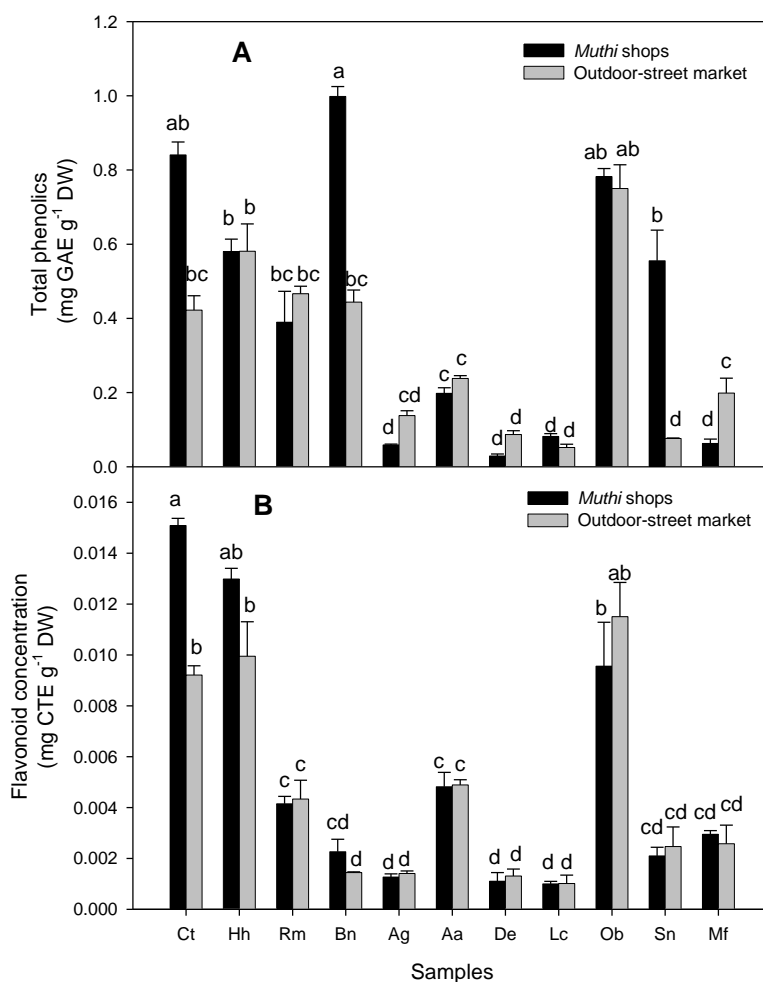 1.2
A
Muthi shops
Outdoor-street market
a
1.0
ab
ab ab
0.8
b b
b
0.6
bc bc
bc
bc
0.4
c c
c
cd
0.2
d
d d
d d
d
d
0.0
Total phenolics
(mg GAE g-1 DW)
0.016
a
B
Muthi shops
Outdoor-street market
0.014
ab
ab
0.012
b
b
b
0.010
0.008
0.006
c c
c c
0.004
cd cd
cd cd
cd
d
0.002
d d
d d
d d
0.000
Flavonoid concentration
(mg CTE g-1 DW)
Ct Hh Rm Bn Ag Aa De Lc Ob Sn Mf
Samples